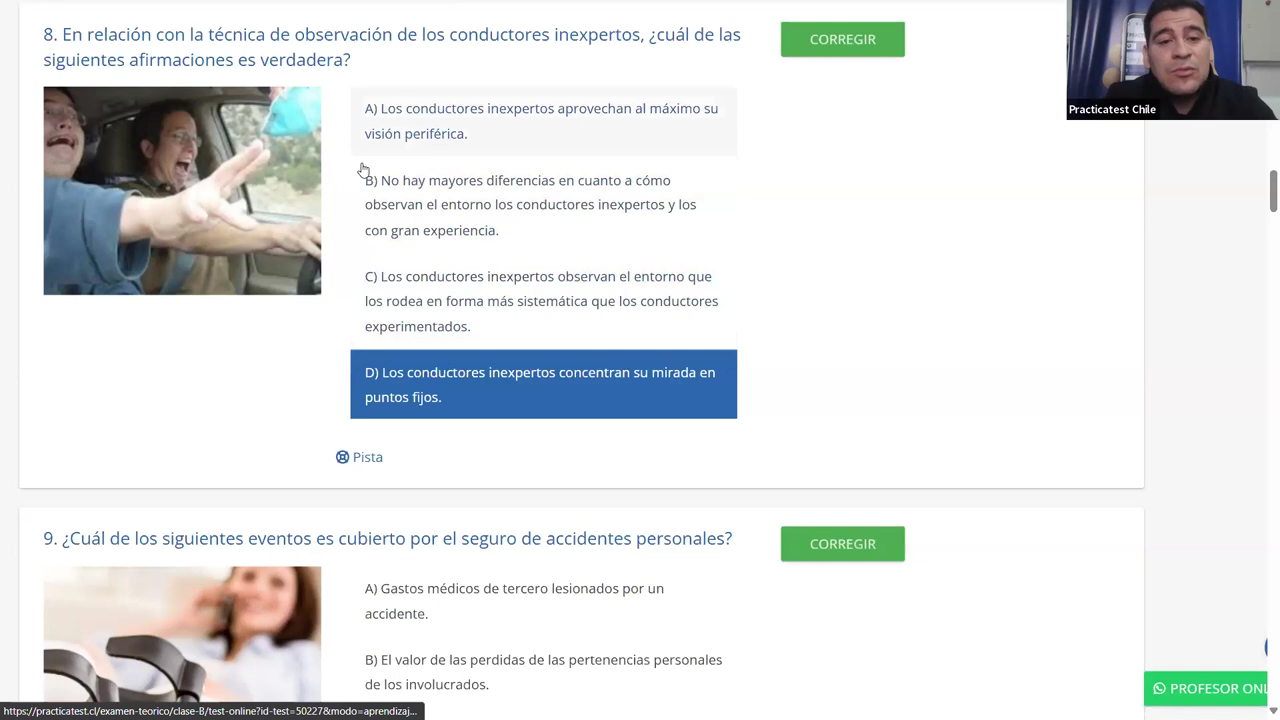 8. En relación con la técnica de observación de los conductores inexpertos, ¿cuál de las
siguientes afirmaciones es verdadera?
CORREGIR
Practicatest Chile
A) Los conductores inexpertos aprovechan al máximo su
visión periférica.
B) No hay mayores diferencias en cuanto a cómo
observan el entorno los conductores inexpertos y los
con gran experiencia.
C) Los conductores inexpertos observan el entorno que
los rodea en forma más sistemática que los conductores
experimentados.
D) Los conductores inexpertos concentran su mirada en
puntos fijos.
Pista
9. ¿Cuál de los siguientes eventos es cubierto por el seguro de accidentes personales?
CORREGIR
A) Gastos médicos de tercero lesionados por un
accidente.
B) El valor de las perdidas de las pertenencias personales
de los involucrados.
PROFESOR ONL
https://practicatest.cl/examen-teorico/clase-B/test-online?id-test=50227&modo=aprendizaj...